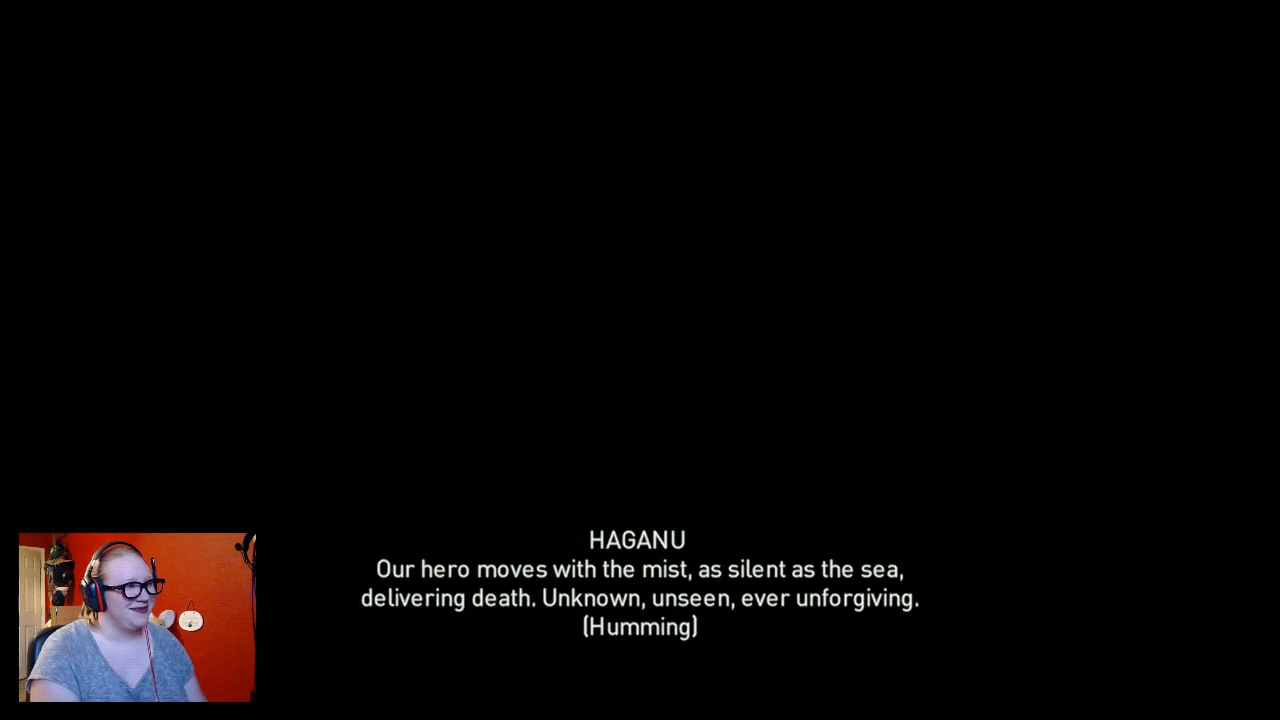 HAGANU
Our hero moves with the mist, as silent as the sea,
delivering death. Unknown, unseen, ever unforgiving.
(Humming)